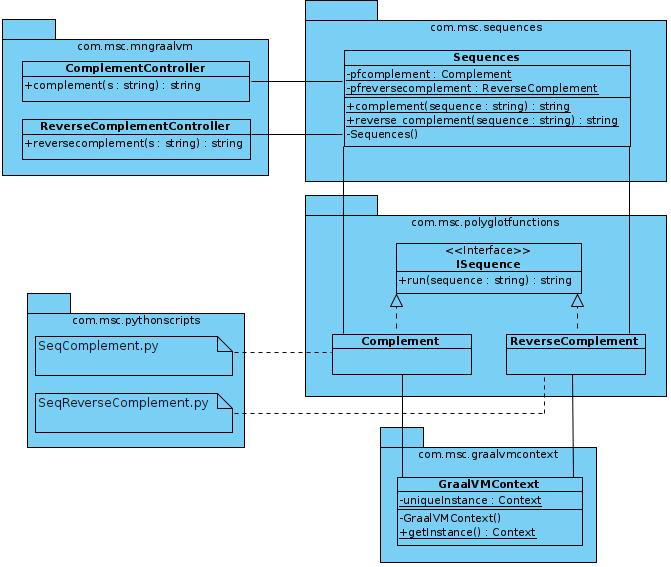 com.msc.mngraalvm
ComplementController
+complement(s : string) : string
ReverseComplementController
+reversecomplement(s : string) : string
com.msc.sequences
Sequences
-pfcomplement : Complement
-pfreversecomplement : ReverseComplement
+complement(sequence : string) : string
+reverse_complement(sequence : string) : string
-Sequences()
com.msc.polyglotfunctions
<<Interface>>
ISequence
+run(sequence : string) : string
Complement
ReverseComplement
com.msc.pythonscripts
SeqComplement.py
SeqReverseComplement.py
com.msc.graalvmcontext
GraalVMContext
-uniqueInstance : Context
-GraalVMContext()
+getInstance() : Context